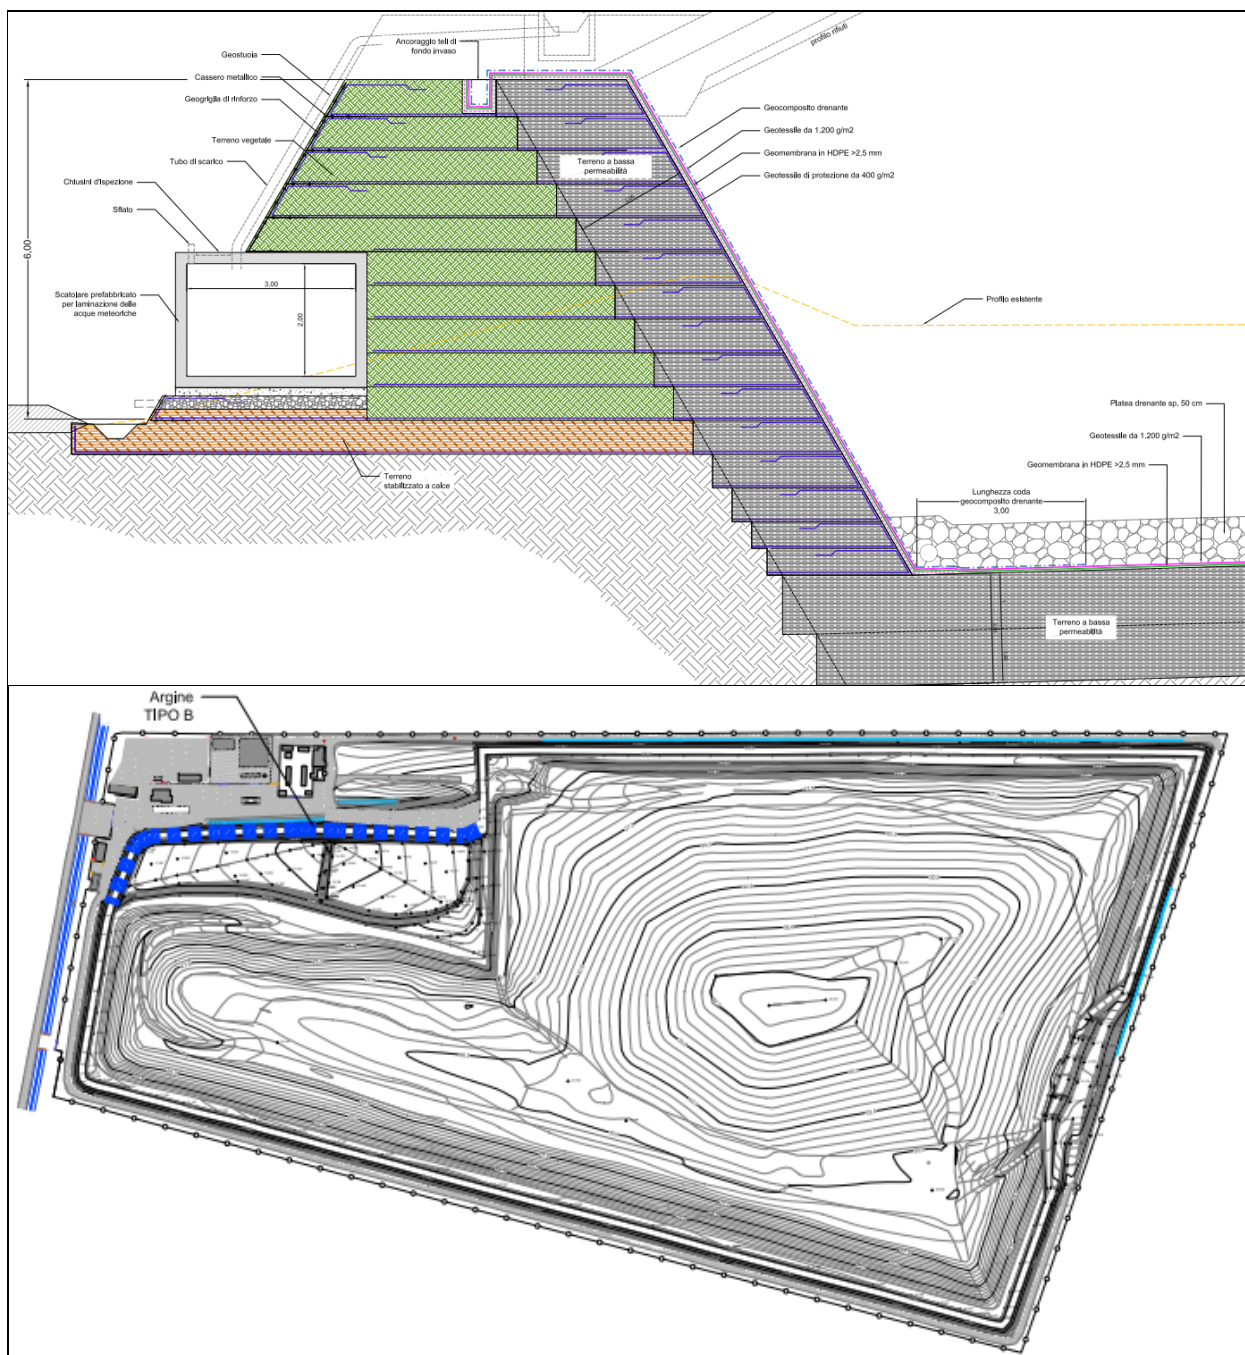 Ancoraggio teli di
fondo invaso
profilo rifiuti
Geostuoia
Cassero metallico
Geogriglia di rinforzo
Terreno vegetale
Tubo di scarico
Chiusini d'ispezione
Sfiato
6,00
3,00
2,00
Scatolare prefabbricato
per laminazione delle
acque meteoriche
Terreno a bassa
permeabilità
Geocomposito drenante
Geotessile da 1.200 g/m2
Geomembrana in HDPE >2,5 mm
Geotessile di protezione da 400 g/m2
Profilo esistente
Platea drenante sp. 50 cm
Geotessile da 1.200 g/m2
Geomembrana in HDPE >2,5 mm
Lunghezza coda
geocomposito drenante
3,00
Terreno
stabilizzato a calce
Terreno a bassa
permeabilità
Argine
TIPO B